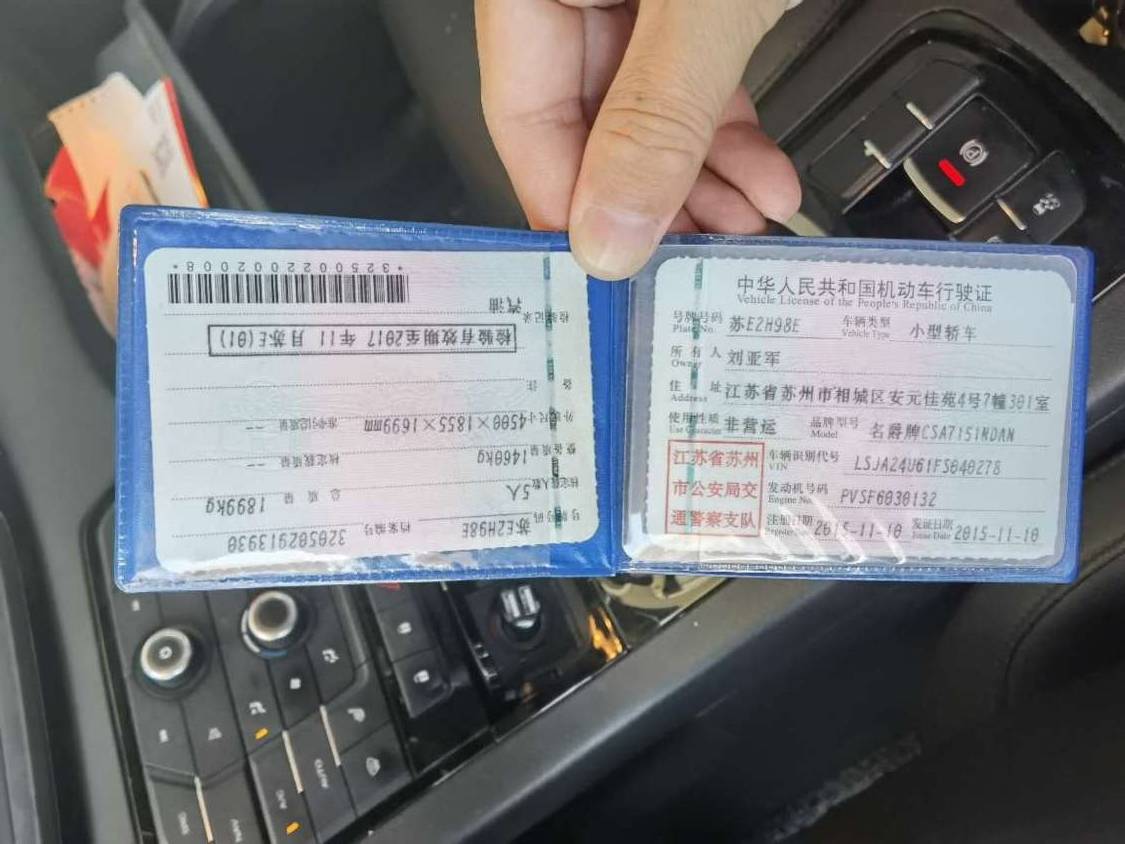 中华人民共和国机动车行驶证
Vehicle License of the People's Republic of China
号牌号码 苏E2H98E 车辆类型 小型轿车
Plate No. Vehicle Type
所有人 刘亚军
Owner
住址 江苏省苏州市相城区安元佳苑4号7幢301室
Address
使用性质 非营运 品牌型号 名爵牌CSA7151NDAN
Use Character Model
江苏省苏州
市公安局交
通警察支队
车辆识别代号 LSJA24U61FS040278
VIN
发动机号码 PVSF6030132
Engine No.
注册日期 2015-11-10 发证日期 2015-11-10
Register Date Issue Date
号牌号码 苏E2H98E 档案编号 320502913930
核定载人数 5人 总质量 1899kg
整备质量 1460kg 核定载质量 --
外廓尺寸 4500×1855×1699mm 准牵引总质量 --
备注
检验有效期至2017年11月苏E(01)
检验记录
汽油
*3250022002008*